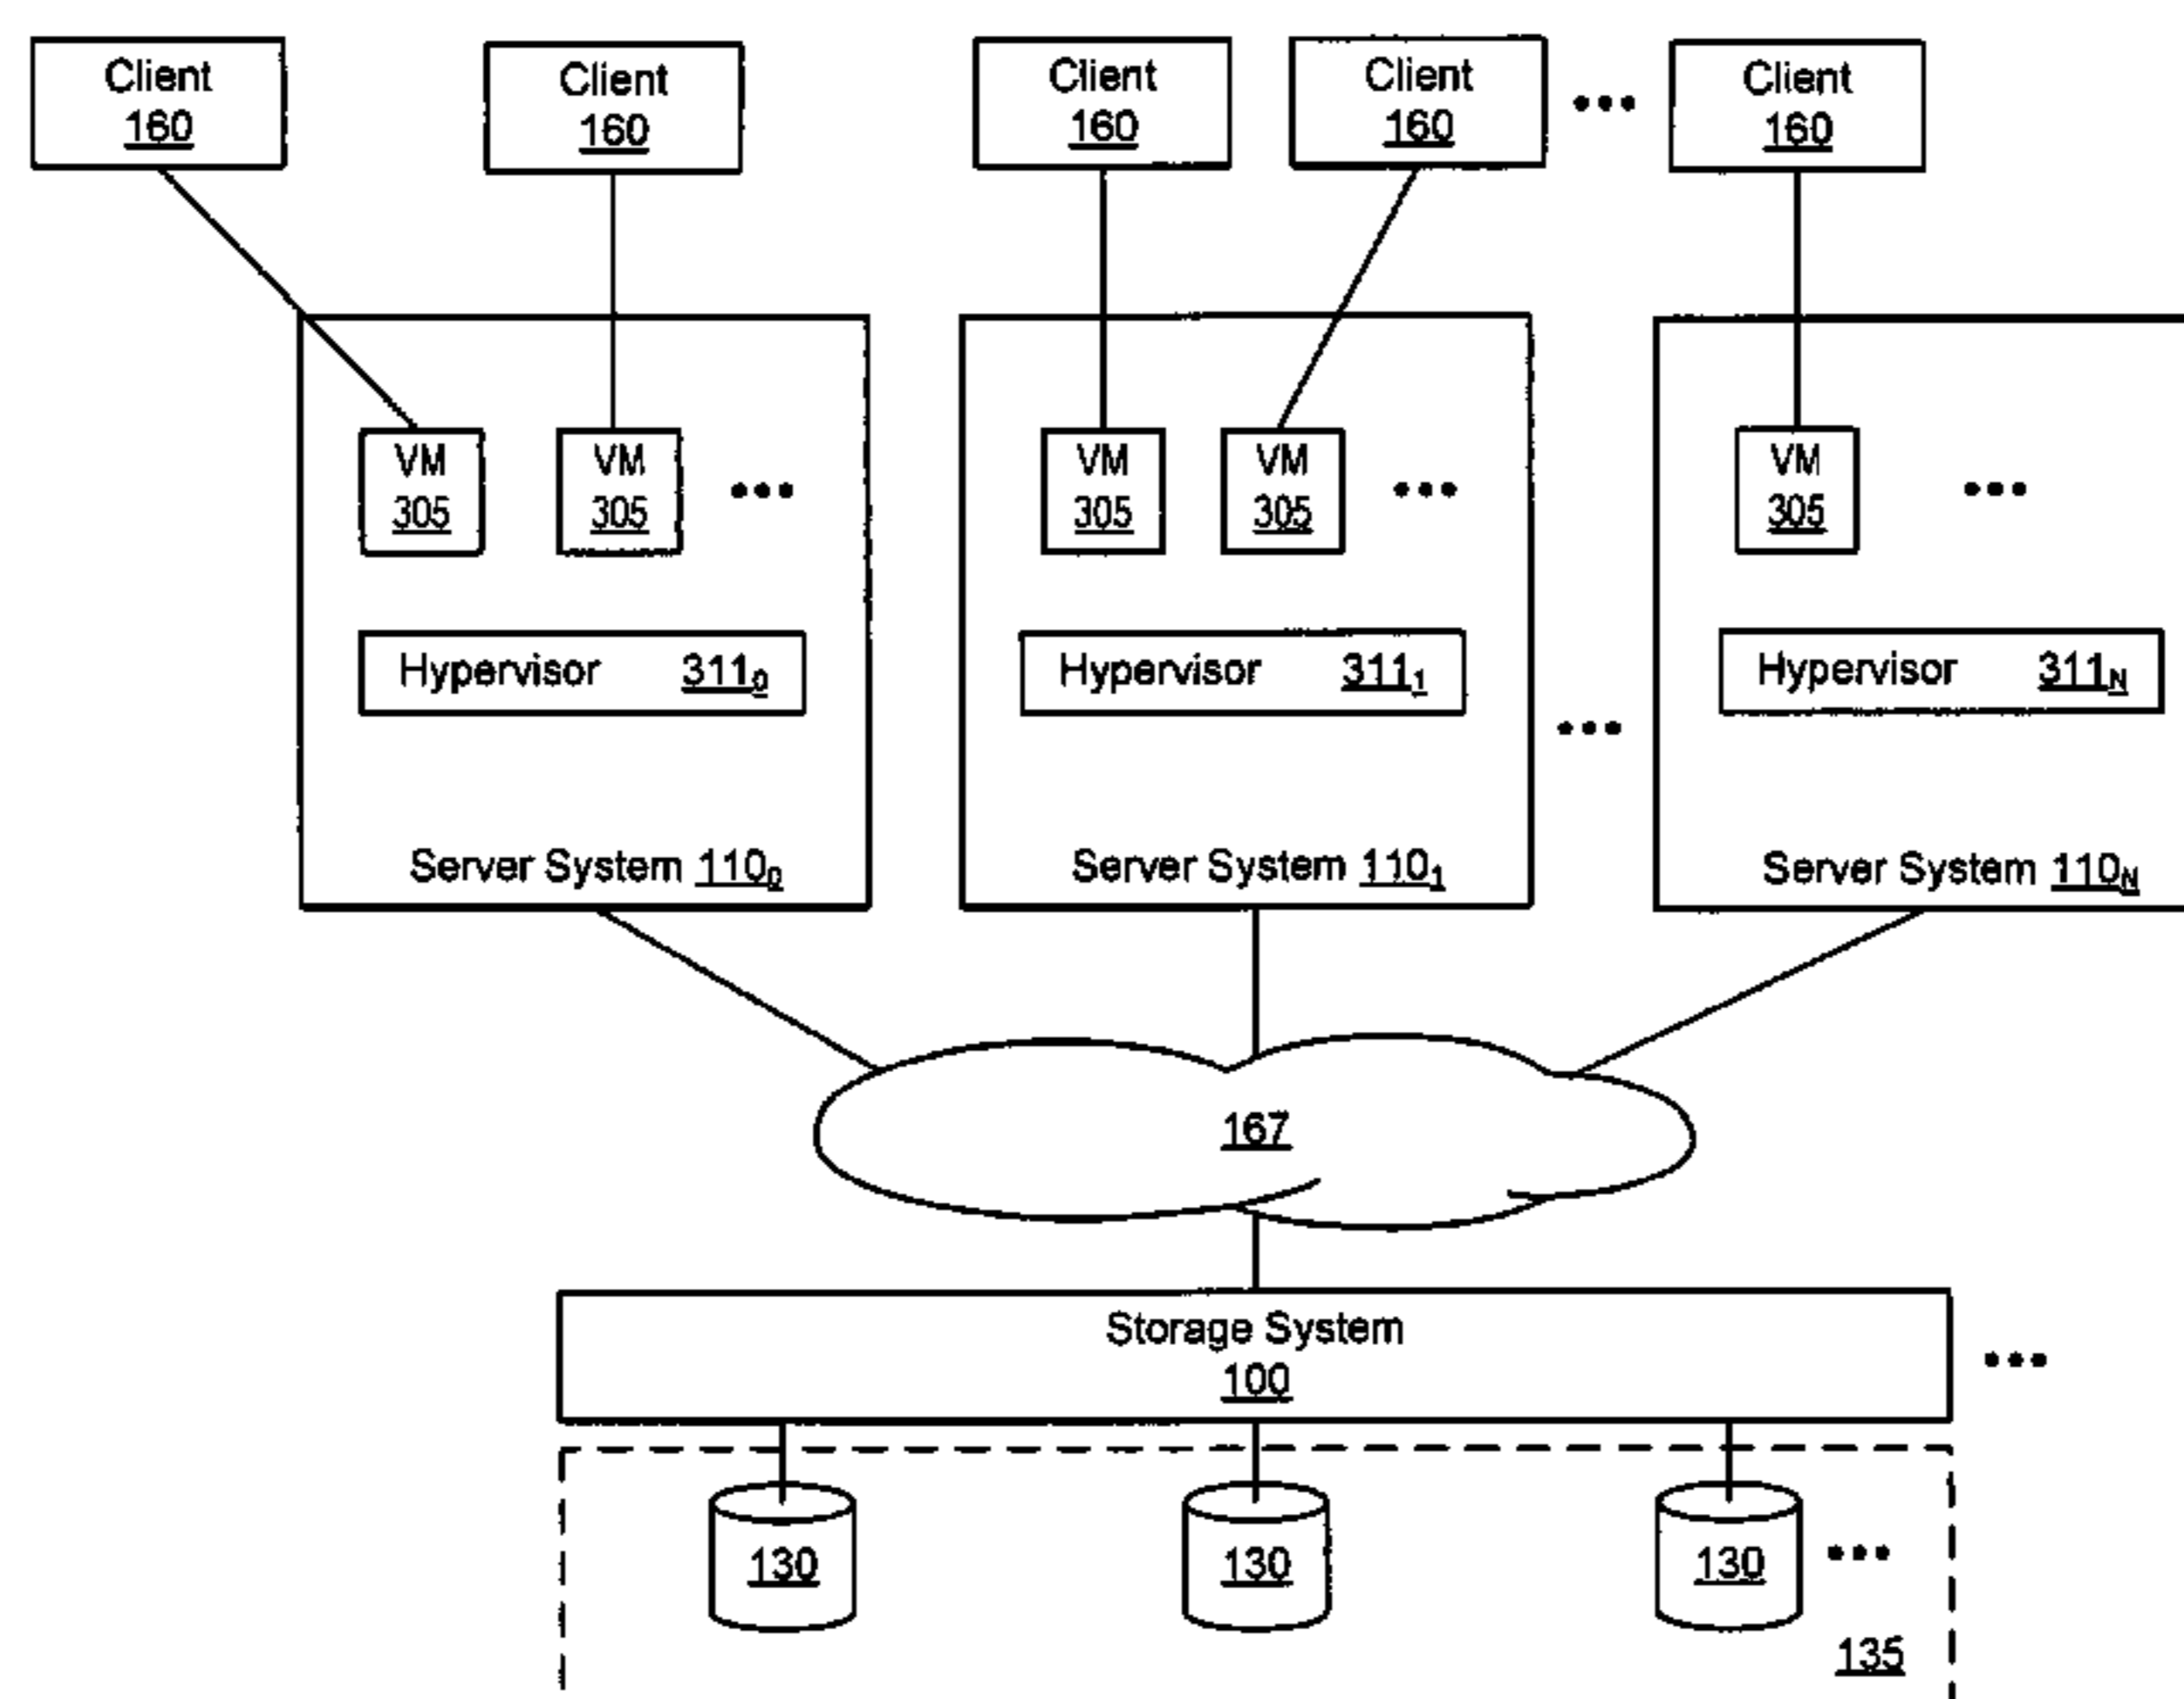 Client
160
Client
160
Client
160
Client
160
•••
Client
160
VM
305
VM
305
•••
VM
305
VM
305
•••
VM
305
•••
Hypervisor 311₀
Hypervisor 311₁
Hypervisor 311N
•••
Server System 110₀
Server System 110₁
Server System 110N
167
Storage System
100
•••
130
130
130
•••
135